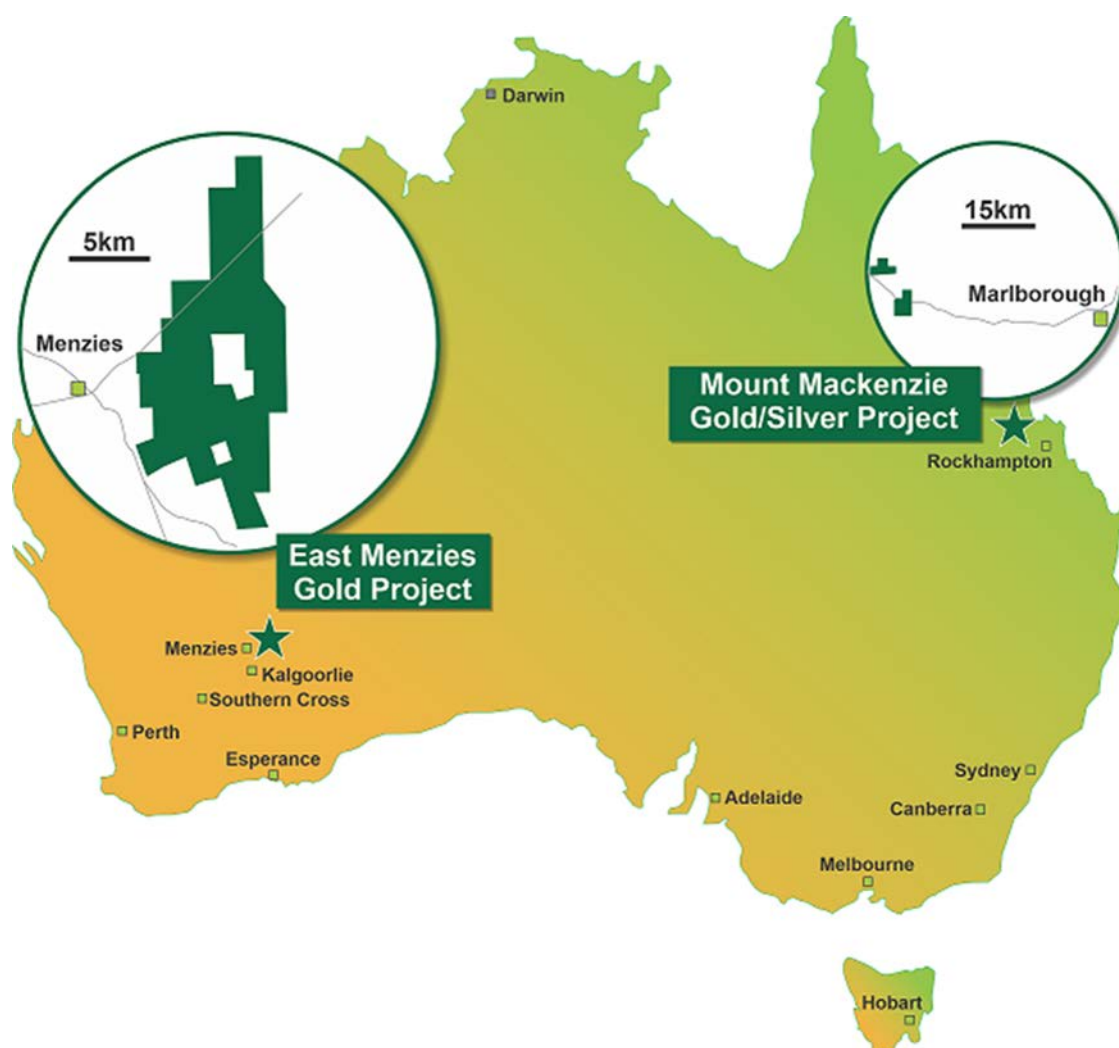 Darwin
5km
Menzies
15km
Marlborough
Mount Mackenzie
Gold/Silver Project
Rockhampton
East Menzies
Gold Project
Menzies
Kalgoorlie
Southern Cross
Perth
Esperance
Sydney
Adelaide
Canberra
Melbourne
Hobart